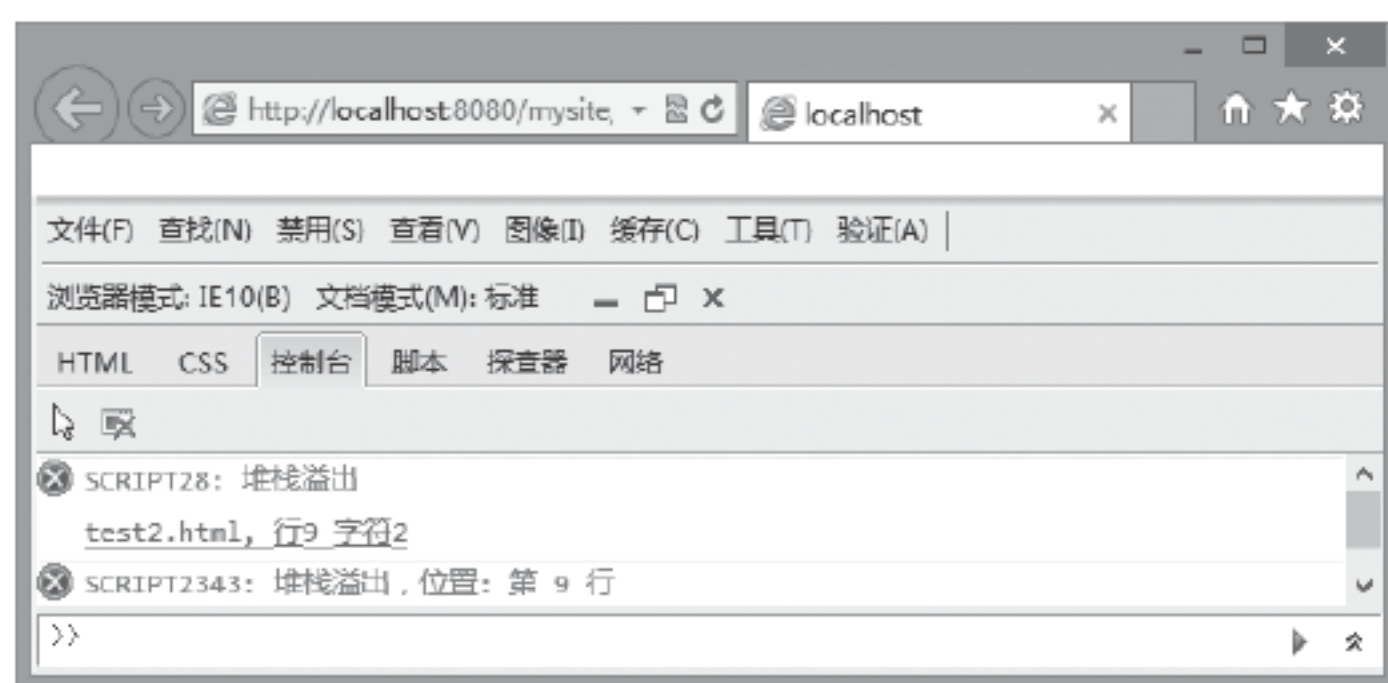 http://localhost:8080/mysite, localhost
文件(F) 查找(N) 禁用(S) 查看(V) 图像(I) 缓存(C) 工具(T) 验证(A)
浏览器模式: IE10(B) 文档模式(M): 标准
HTML CSS 控制台 脚本 探查器 网络
SCRIPT28: 堆栈溢出
test2.html, 行9 字符2
SCRIPT2343: 堆栈溢出,位置: 第 9 行
>>